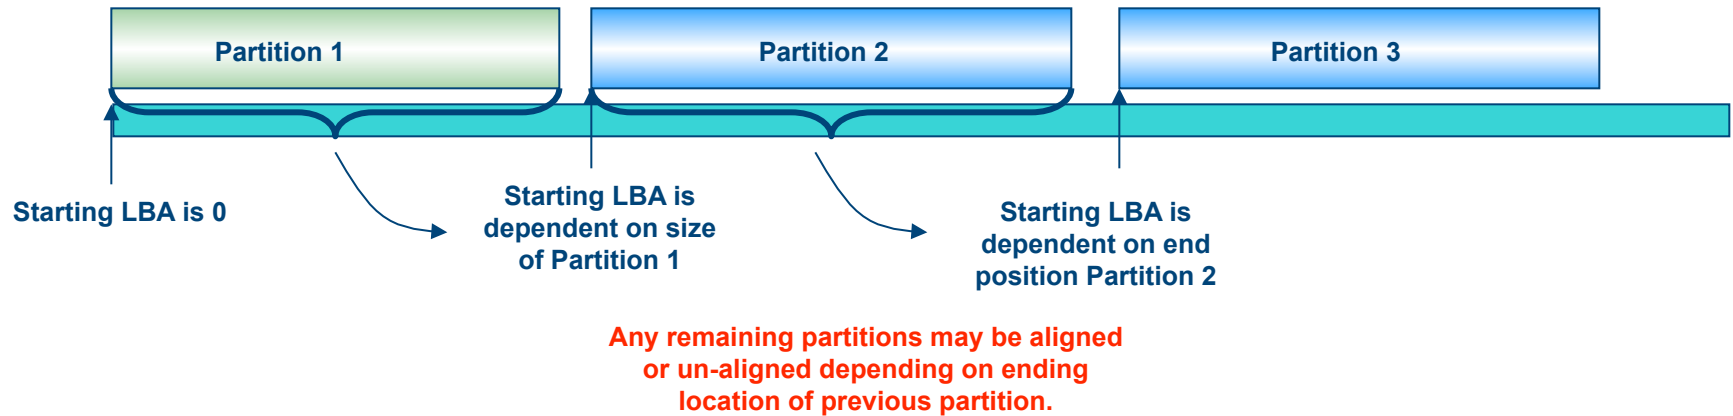 Partition 1
Partition 2
Partition 3
Starting LBA is 0
Starting LBA is
dependent on size
of Partition 1
Starting LBA is
dependent on end
position Partition 2
Any remaining partitions may be aligned
or un-aligned depending on ending
location of previous partition.